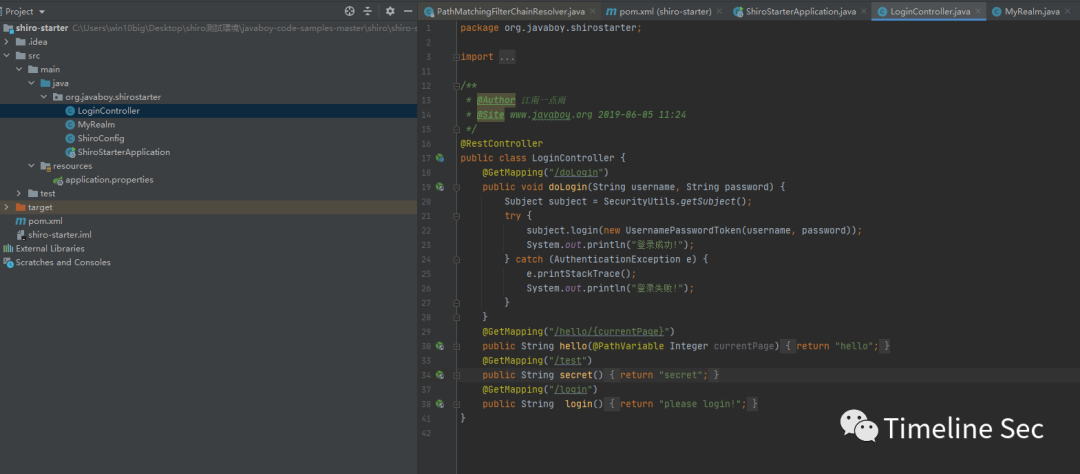 Project
shiro-starter C:\Users\win10big\Desktop\shiro测试環境\javaboy-code-samples-master\shiro\shiro-s
.idea
src
main
java
org.javaboy.shirostarter
LoginController
MyRealm
ShiroConfig
ShiroStarterApplication
resources
application.properties
test
target
pom.xml
shiro-starter.iml
External Libraries
Scratches and Consoles
PathMatchingFilterChainResolver.java
pom.xml (shiro-starter)
ShiroStarterApplication.java
LoginController.java
MyRealm.java
1 package org.javaboy.shirostarter;
2
3 import ...
11
12 /**
13 * @Author 江南一点雨
14 * @Site www.javaboy.org 2019-06-05 11:24
15 */
16 @RestController
17 public class LoginController {
18 @GetMapping("/doLogin")
19 public void doLogin(String username, String password) {
20 Subject subject = SecurityUtils.getSubject();
21 try {
22 subject.login(new UsernamePasswordToken(username, password));
23 System.out.println("登录成功!");
24 } catch (AuthenticationException e) {
25 e.printStackTrace();
26 System.out.println("登录失败!");
27 }
28 }
29 @GetMapping("/hello/{currentPage}")
30 public String hello(@PathVariable Integer currentPage) { return "hello"; }
33 @GetMapping("/test")
34 public String secret() { return "secret"; }
37 @GetMapping("/login")
38 public String login() { return "please login!"; }
41 }
42
Timeline Sec